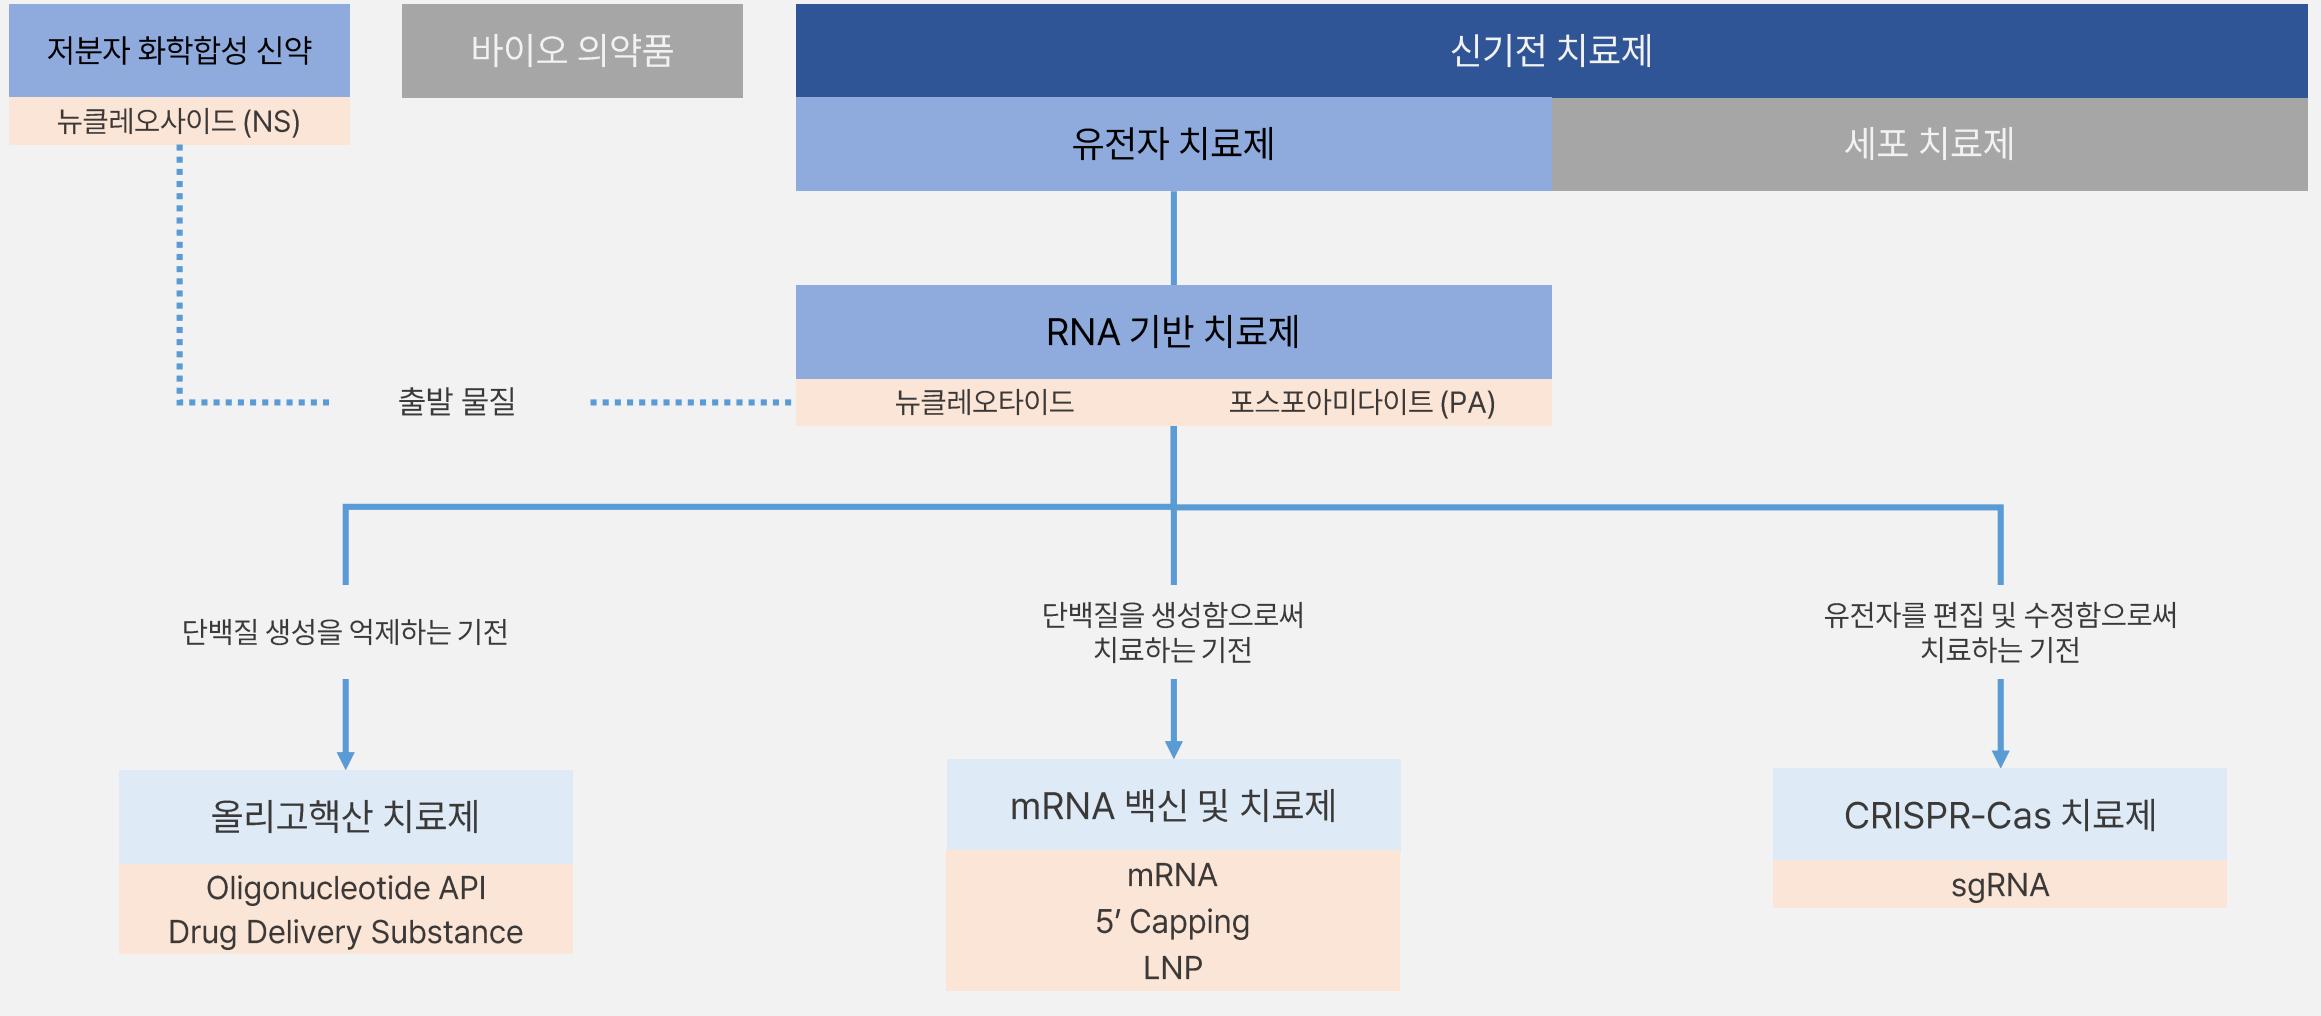 저분자 화학합성 신약
바이오 의약품
신기전 치료제
뉴클레오사이드 (NS)
유전자 치료제
세포 치료제
RNA 기반 치료제
출발 물질
뉴클레오타이드
포스포아미다이트 (PA)
단백질 생성을 억제하는 기전
단백질을 생성함으로써
치료하는 기전
유전자를 편집 및 수정함으로써
치료하는 기전
올리고핵산 치료제
Oligonucleotide API
Drug Delivery Substance
mRNA 백신 및 치료제
mRNA
5’ Capping
LNP
CRISPR-Cas 치료제
sgRNA